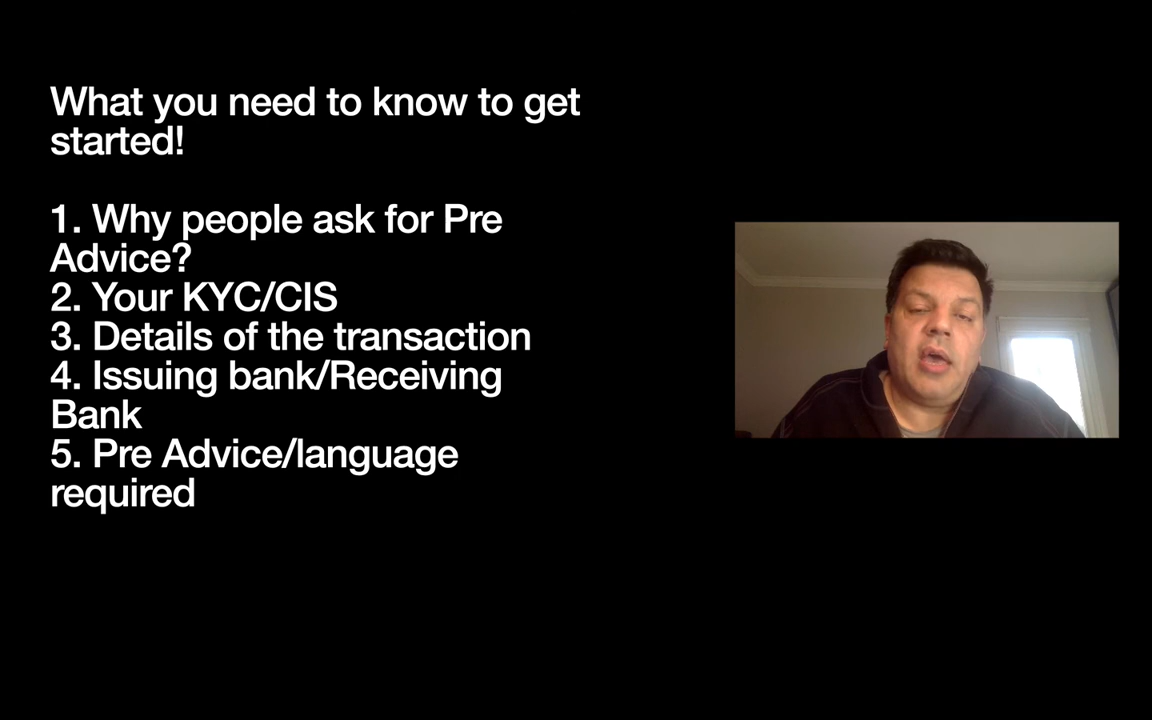 What you need to know to get
started!
1. Why people ask for Pre
Advice?
2. Your KYC/CIS
3. Details of the transaction
4. Issuing bank/Receiving
Bank
5. Pre Advice/language
required